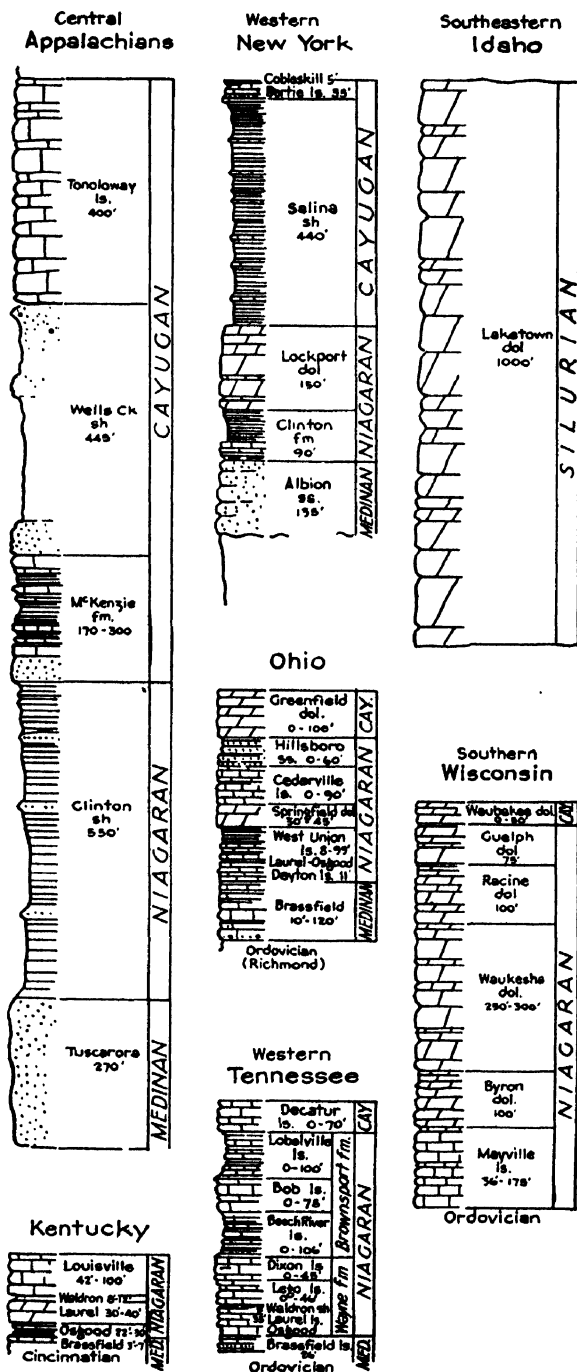 Central
Appalachians
Tonoloway
ls.
400'
Wells Ck
sh
445'
McKenzie
fm.
170-300
CAYUGAN
Clinton
sh
550'
NIAGARAN
Tuscarora
270'
MEDINAN
Western
New York
Cobleskill 5'
Bertie ls. 55'
Salina
sh
440'
CAYUGAN
Lockport
dol
150'
Clinton
fm
90'
NIAGARAN
Albion
ss.
135'
MEDINAN
Southeastern
Idaho
Laketown
dol
1000'
SILURIAN
Ohio
Greenfield
dol.
0-100'
CAY.
Hillsboro
ss. 0-60'
Cedarville
ls. 0-90'
Springfield dol
West Union
ls. 8-99'
Laurel-Osgood
Dayton ls. 11'
NIAGARAN
Brassfield
10'-120'
MEDINAN
Ordovician
(Richmond)
Southern
Wisconsin
Waubakee dol.
CAY.
Guelph
dol
75'
Racine
dol
100'
Waukesha
dol.
250'-300'
Byron
dol.
100'
Mayville
ls.
36'-175'
NIAGARAN
Ordovician
Western
Tennessee
Decatur
ls. 0-70'
CAY
Lobelville
ls.
0-100'
Bob ls.
0-75'
Beech River
ls.
0-106'
Brownsport fm.
Dixon ls
0-45'
Lego ls.
Waldron sh
Laurel ls.
Osgood
Wayne fm
NIAGARAN
Brassfield ls.
MED.
Ordovician
Kentucky
Louisville
42'-100'
Waldron
Laurel 30'-40'
Osgood
Brassfield
MED. NIAGARAN
Cincinnatian